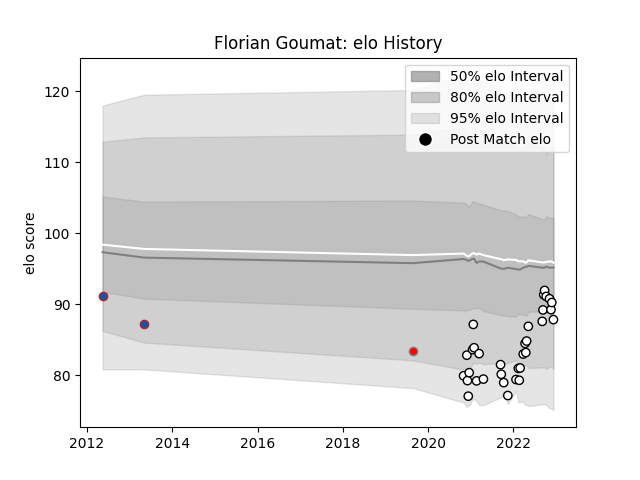 Florian Goumat: elo History
50% elo Interval
80% elo Interval
95% elo Interval
Post Match elo
elo score
120
110
100
90
80
2012
2014
2016
2018
2020
2022